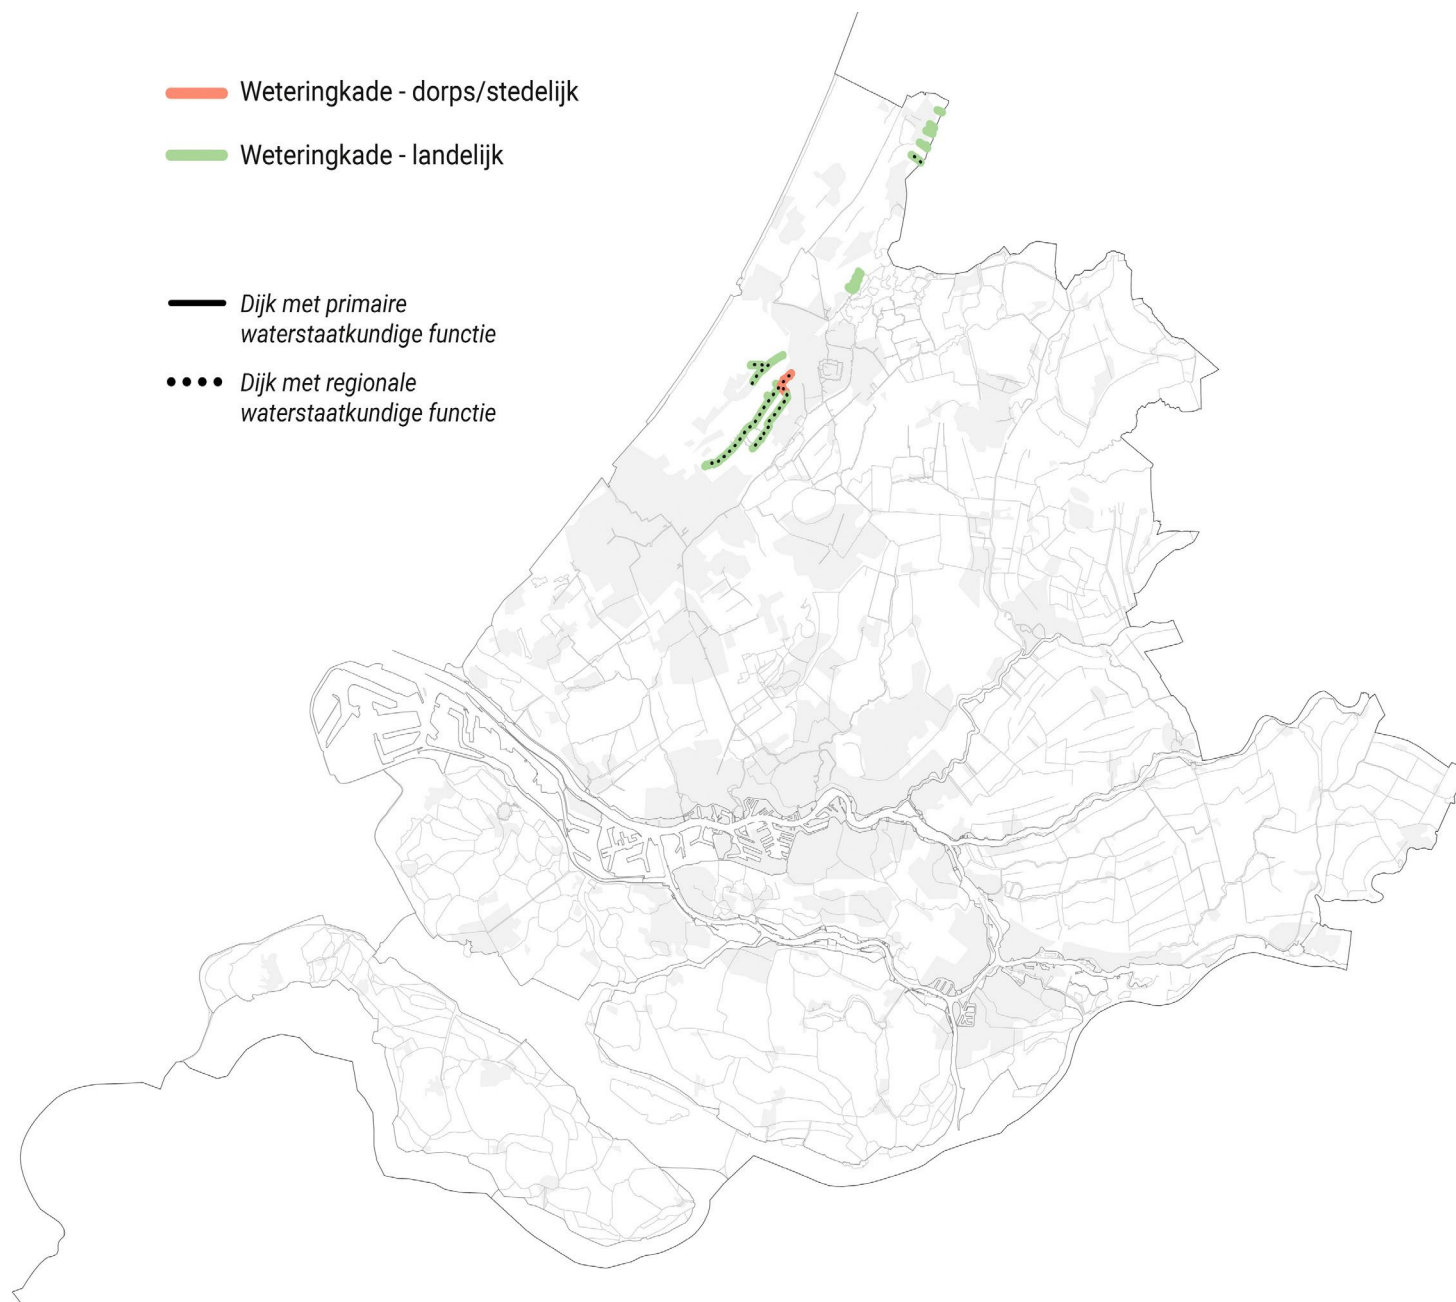 Weteringkade - dorps/stedelijk
Weteringkade - landelijk
Dijk met primaire
waterstaatkundige functie
Dijk met regionale
waterstaatkundige functie